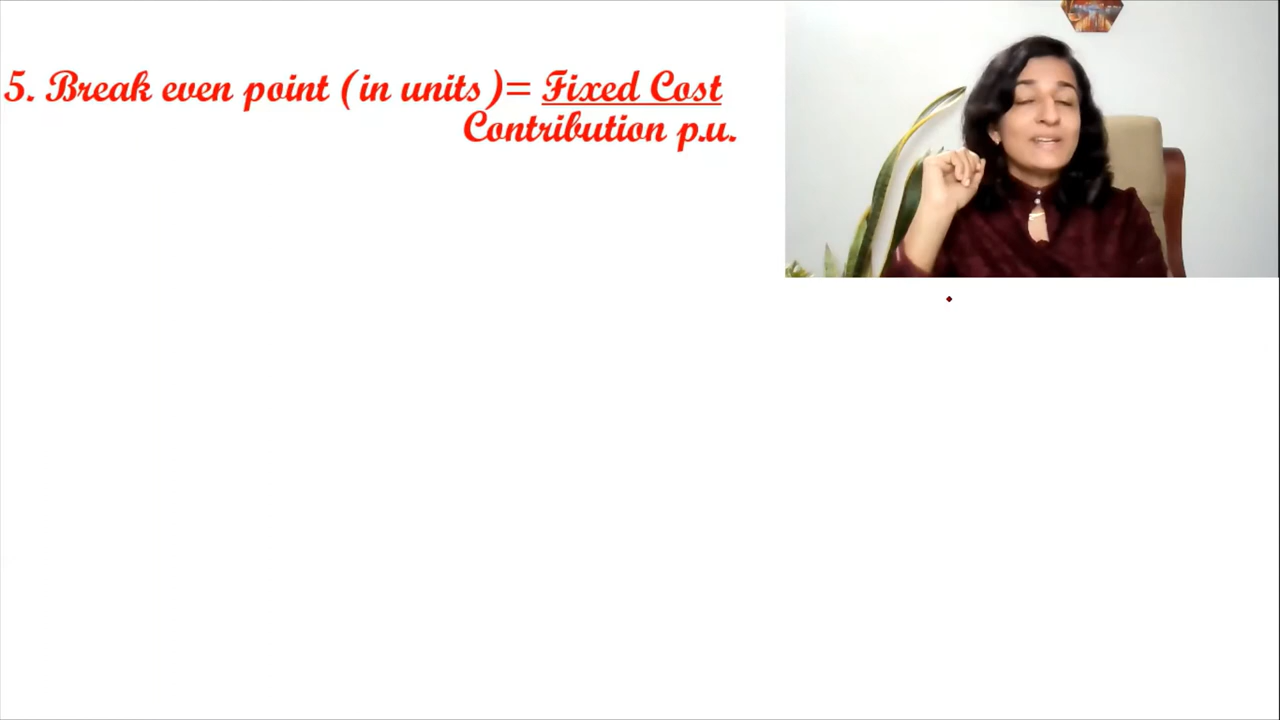 5. Break even point (in units)= Fixed Cost
Contribution p.u.